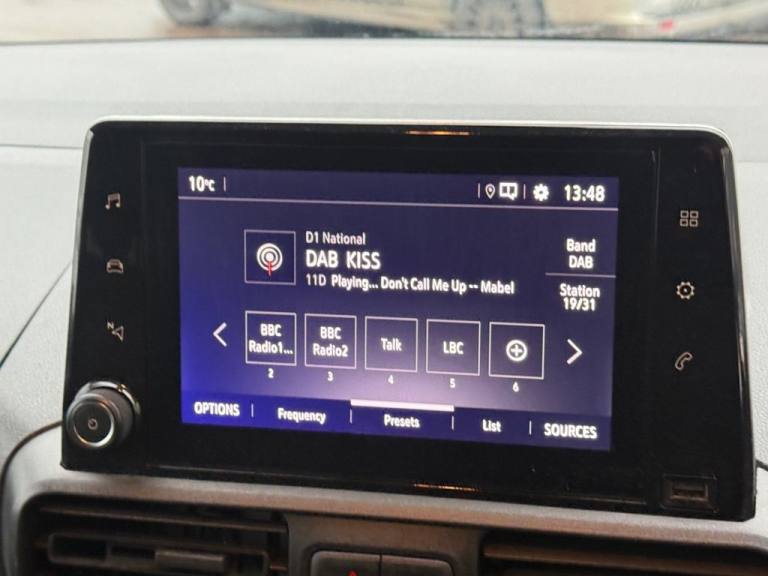 10°C
13:48
D1 National
DAB KISS
11D Playing... Don't Call Me Up -- Mabel
Band
DAB
Station
19/31
BBC
Radio1...
BBC
Radio2
Talk
LBC
2
3
4
5
6
OPTIONS
Frequency
Presets
List
SOURCES
N